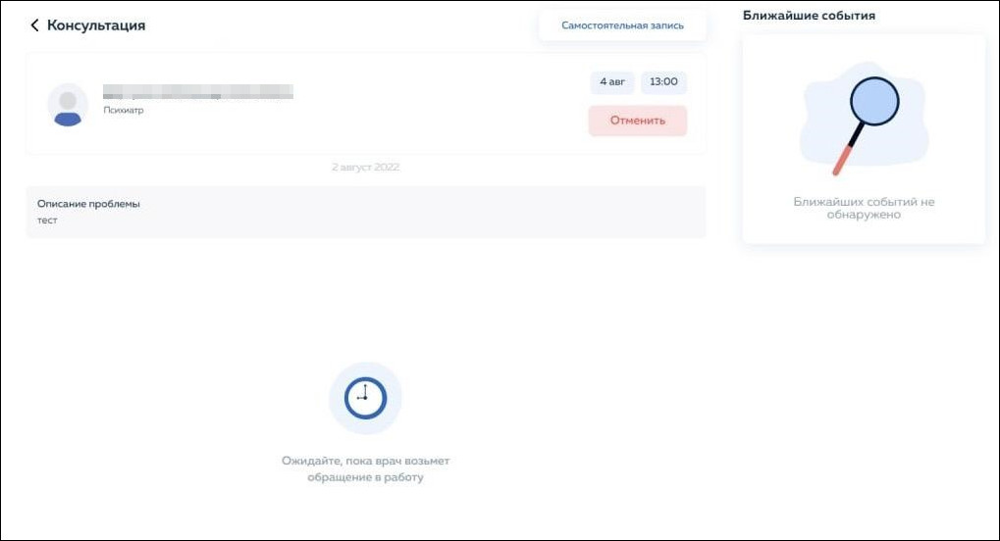 Консультация
Самостоятельная запись
Психиатр
4 авг
13:00
Отменить
2 август 2022
Описание проблемы
тест
Ожидайте, пока врач возьмет
обращение в работу
Ближайшие события
Ближайших событий не
обнаружено